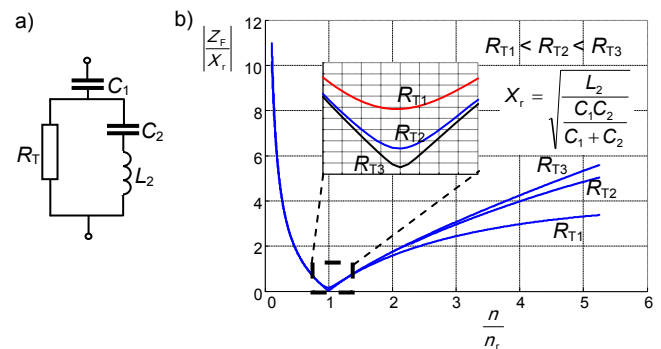 a)
C1
C2
RT
L2
b)
|ZF/Xr|
12
10
8
6
4
2
0
RT1 < RT2 < RT3
Xr = √(L2/(C1C2/(C1 + C2)))
RT1
RT2
RT3
RT3
RT2
RT1
0 1 2 3 4 5 6
n/nr